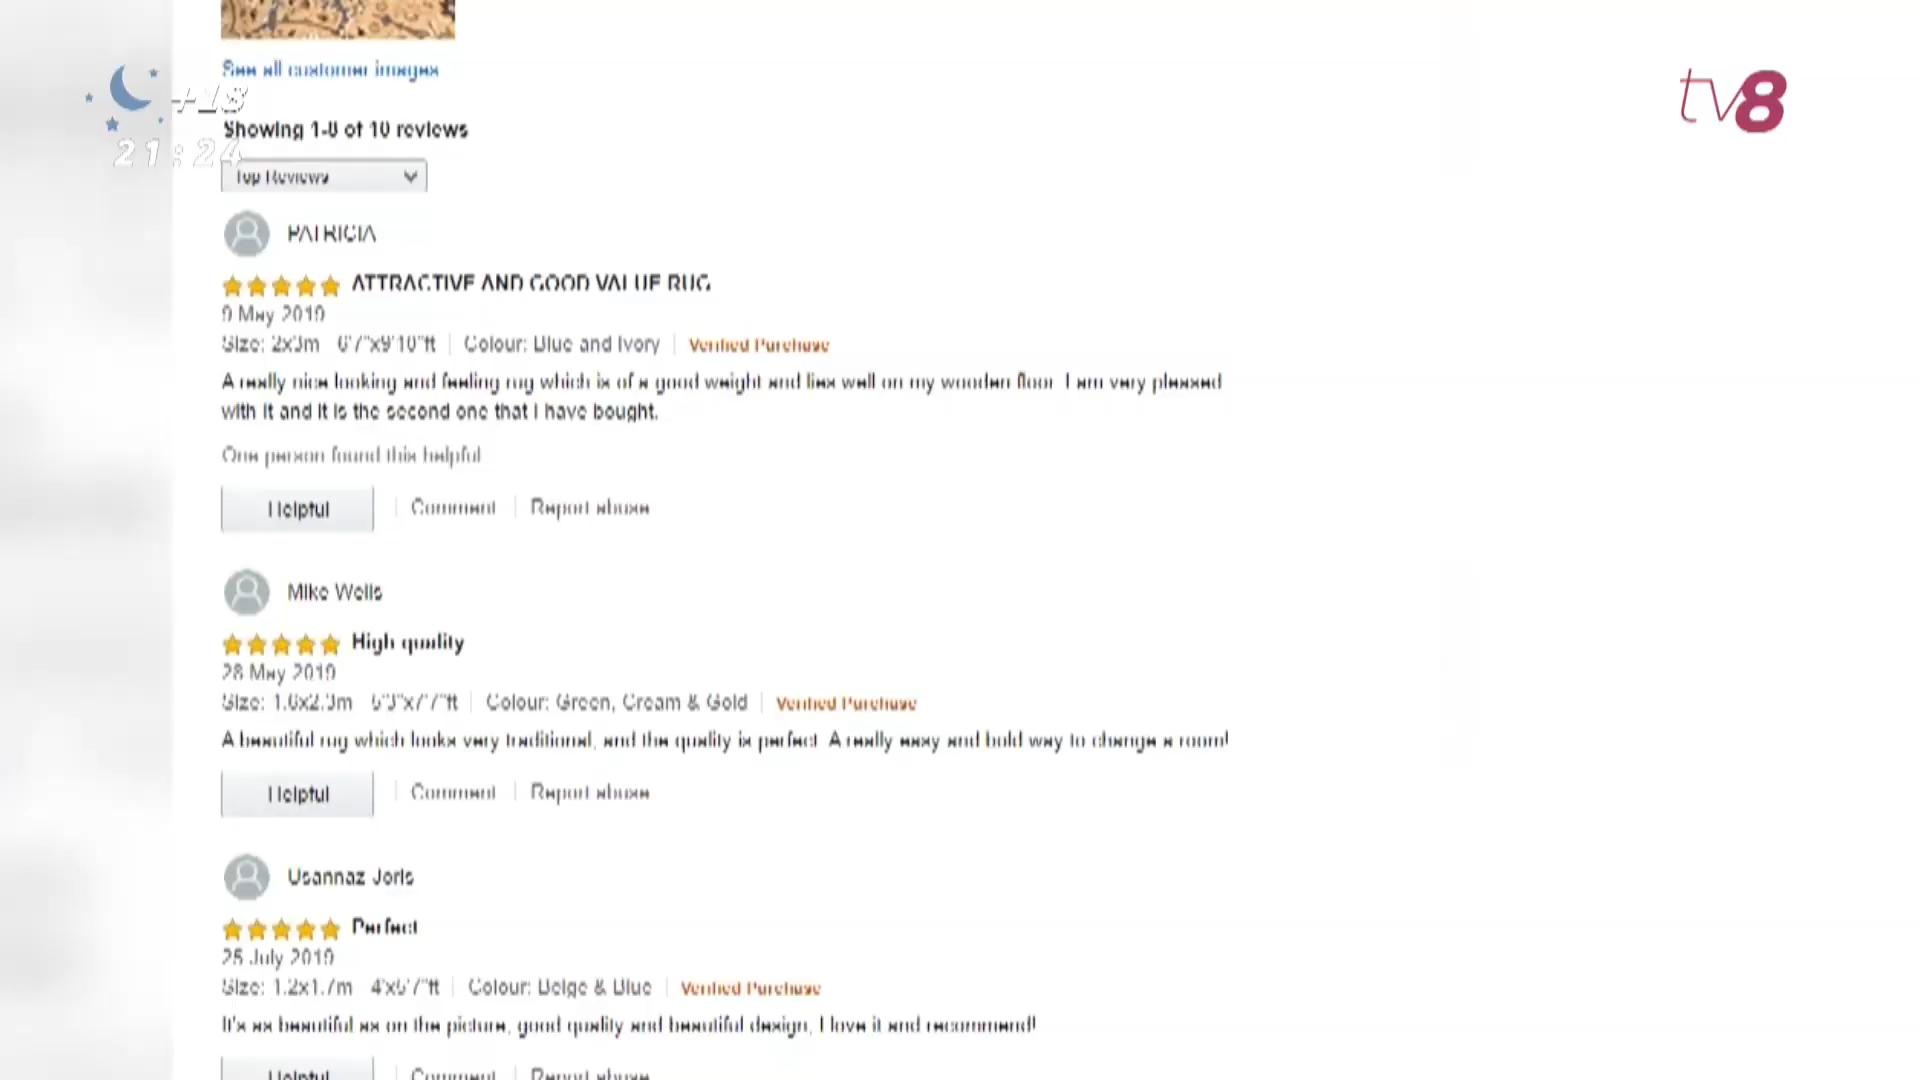 See all customer images
+18
tv8
Showing 1-8 of 10 reviews
21:24
Top Reviews
PATRICIA
ATTRACTIVE AND GOOD VALUE RUG
9 May 2019
Size: 2x3m 6'7"x9'10"ft Colour: Blue and Ivory Verified Purchase
A really nice looking and feeling rug which is of a good weight and lies well on my wooden floor. I am very pleased
with it and it is the second one that I have bought.
One person found this helpful
Helpful Comment Report abuse
Mike Wells
High quality
28 May 2019
Size: 1.6x2.3m 5'3"x7'7"ft Colour: Green, Cream & Gold Verified Purchase
A beautiful rug which looks very traditional, and the quality is perfect. A really easy and bold way to change a room!
Helpful Comment Report abuse
Usannaz Joris
Perfect
25 July 2019
Size: 1.2x1.7m 4'x5'7"ft Colour: Beige & Blue Verified Purchase
It's as beautiful as on the picture, good quality and beautiful design, I love it and recommend!
Helpful Comment Report abuse